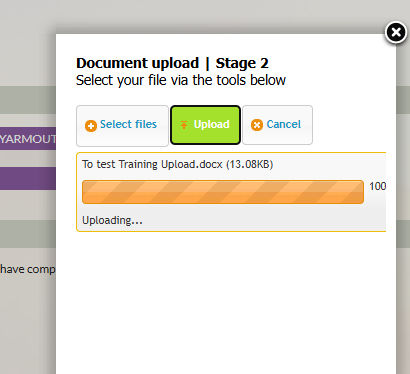 Document upload | Stage 2
Select your file via the tools below
Select files
Upload
Cancel
YARMOUT
To test Training Upload.docx (13.08KB)
100
Uploading...
have comp